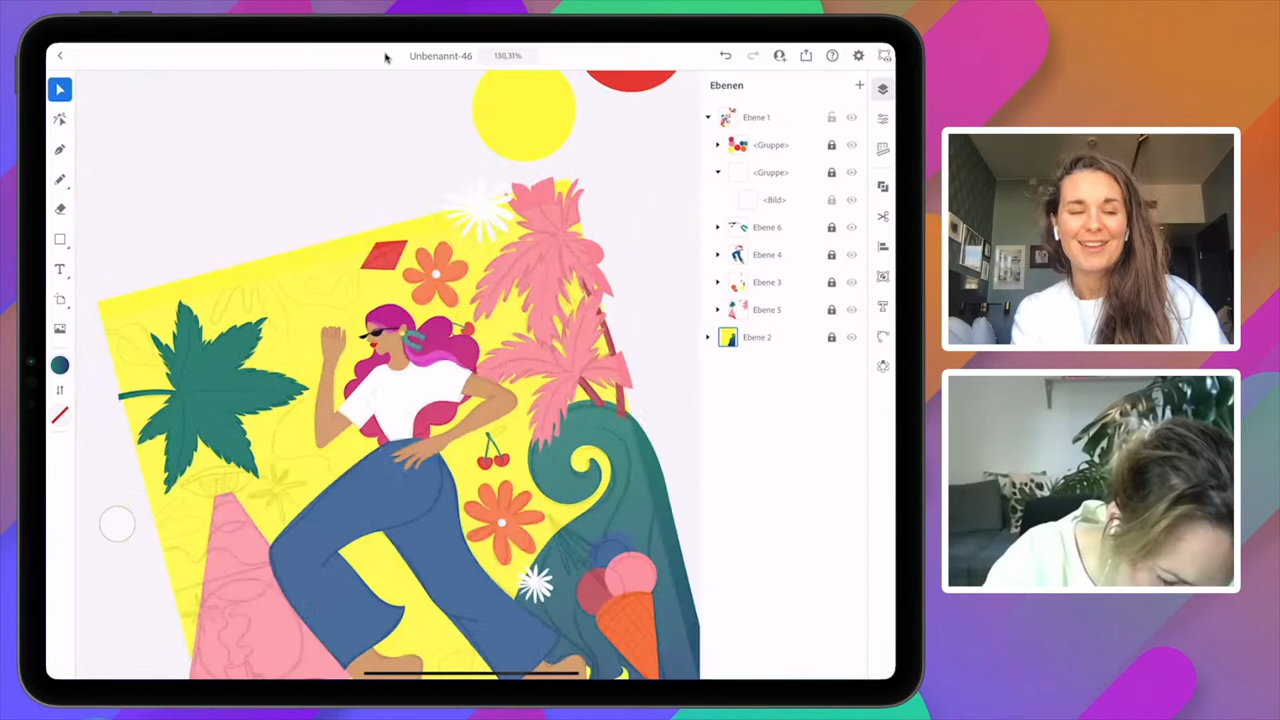 Unbenannt-46 130,31%
Ebenen
Ebene 1
<Gruppe>
<Gruppe>
<Bild>
Ebene 6
Ebene 4
Ebene 3
Ebene 5
Ebene 2